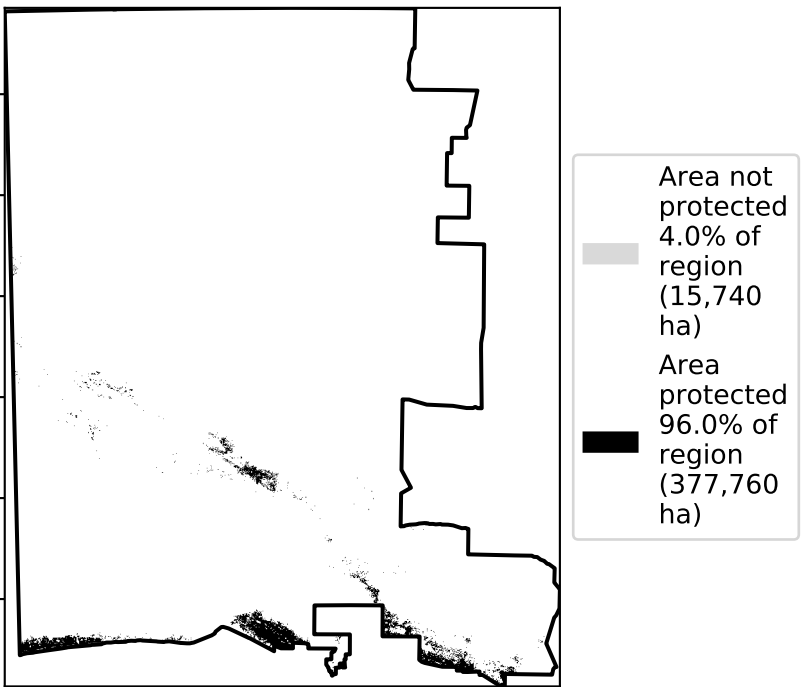 Area not
protected
4.0% of
region
(15,740
ha)
Area
protected
96.0% of
region
(377,760
ha)